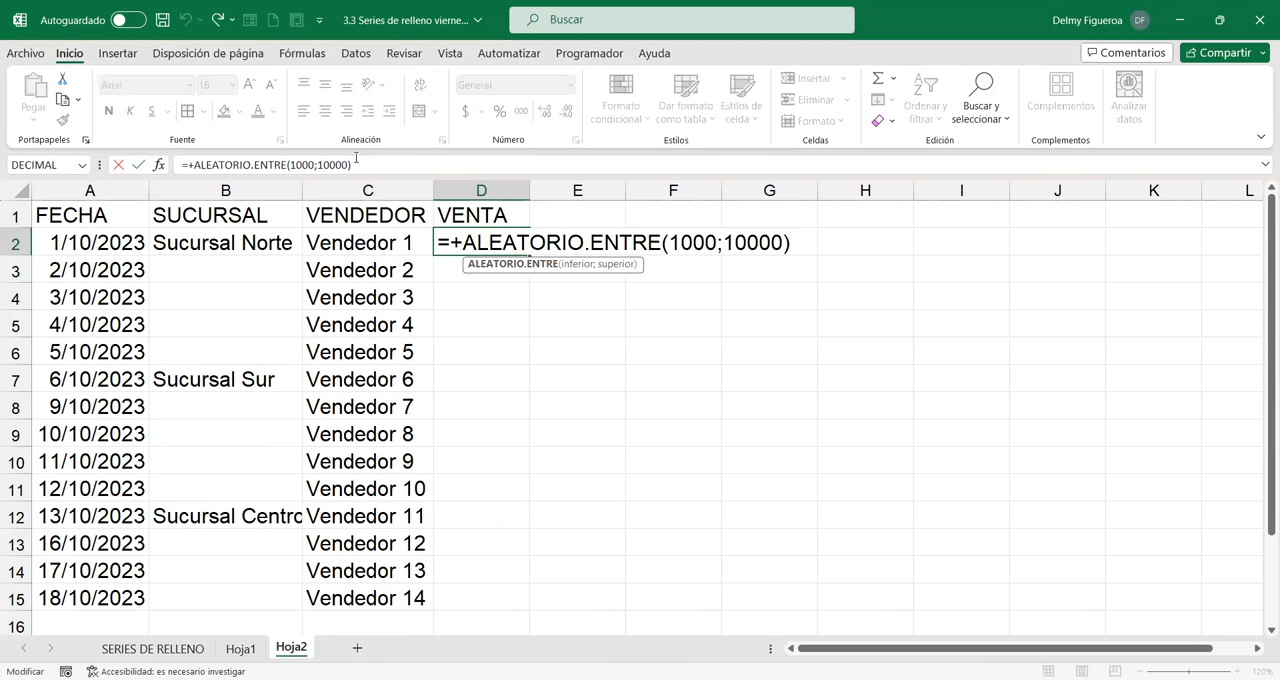 Autoguardado 3.3 Series de relleno vierne... Buscar Delmy Figueroa DF
Archivo Inicio Insertar Disposición de página Fórmulas Datos Revisar Vista Automatizar Programador Ayuda Comentarios Compartir
Pegar Arial 16 General Formato condicional Dar formato como tabla Estilos de celda Insertar Eliminar Formato Ordenar y filtrar Buscar y seleccionar Complementos Analizar datos
N K S $ % 000
Portapapeles Fuente Alineación Número Estilos Celdas Edición Complementos
DECIMAL fx =+ALEATORIO.ENTRE(1000;10000)
A B C D E F G H I J K L
1 FECHA SUCURSAL VENDEDOR VENTA
2 1/10/2023 Sucursal Norte Vendedor 1 =+ALEATORIO.ENTRE(1000;10000)
ALEATORIO.ENTRE(inferior; superior)
3 2/10/2023 Vendedor 2
4 3/10/2023 Vendedor 3
5 4/10/2023 Vendedor 4
6 5/10/2023 Vendedor 5
7 6/10/2023 Sucursal Sur Vendedor 6
8 9/10/2023 Vendedor 7
9 10/10/2023 Vendedor 8
10 11/10/2023 Vendedor 9
11 12/10/2023 Vendedor 10
12 13/10/2023 Sucursal Centro Vendedor 11
13 16/10/2023 Vendedor 12
14 17/10/2023 Vendedor 13
15 18/10/2023 Vendedor 14
16
SERIES DE RELLENO Hoja1 Hoja2
Modificar Accesibilidad: es necesario investigar 120%